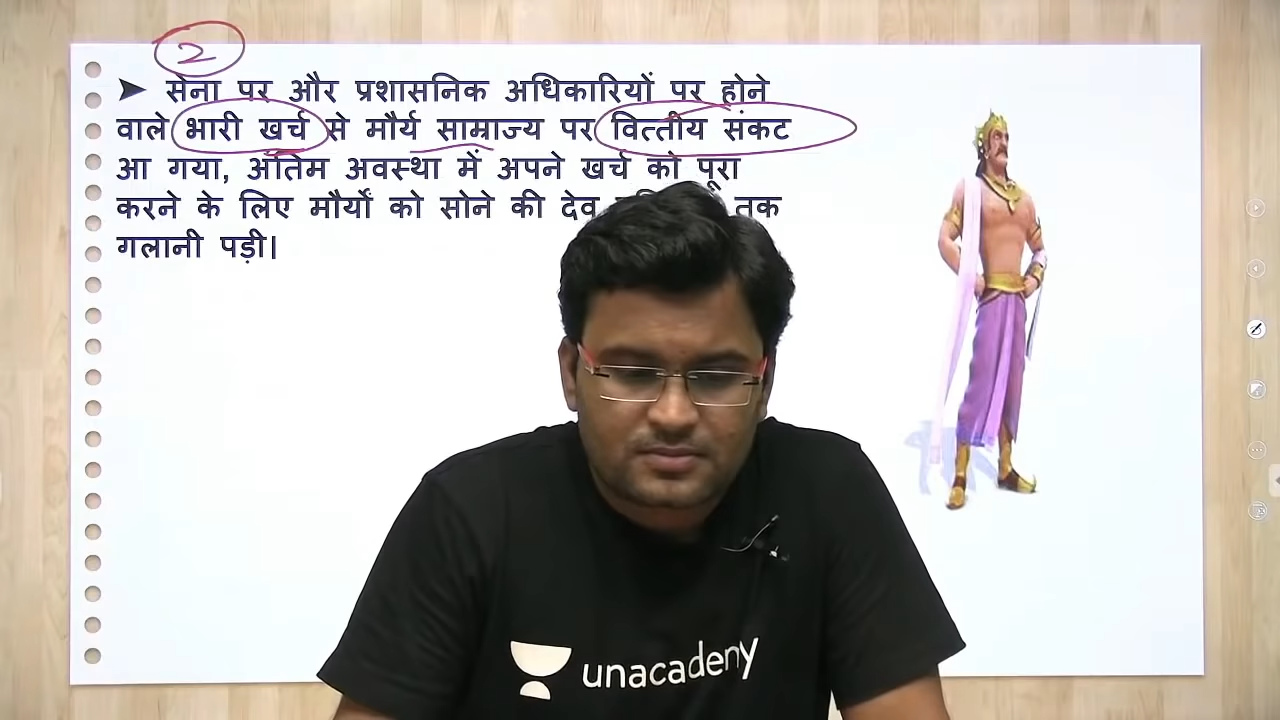 2
➤ सेना पर और प्रशासनिक अधिकारियों पर होने
वाले भारी खर्च से मौर्य साम्राज्य पर वित्तीय संकट
आ गया, अंतिम अवस्था में अपने खर्च को पूरा
करने के लिए मौर्यों को सोने की देव तक
गलानी पड़ी।
unacademy